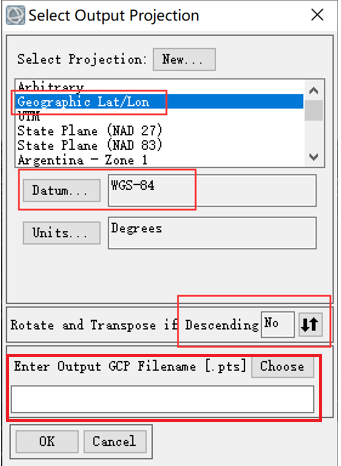 Select Output Projection
Select Projection: New...
Arbitrary
Geographic Lat/Lon
UTM
State Plane (NAD 27)
State Plane (NAD 83)
Argentina - Zone 1
Datum... WGS-84
Units... Degrees
Rotate and Transpose if Descending No
Enter Output GCP Filename [.pts] Choose
OK Cancel